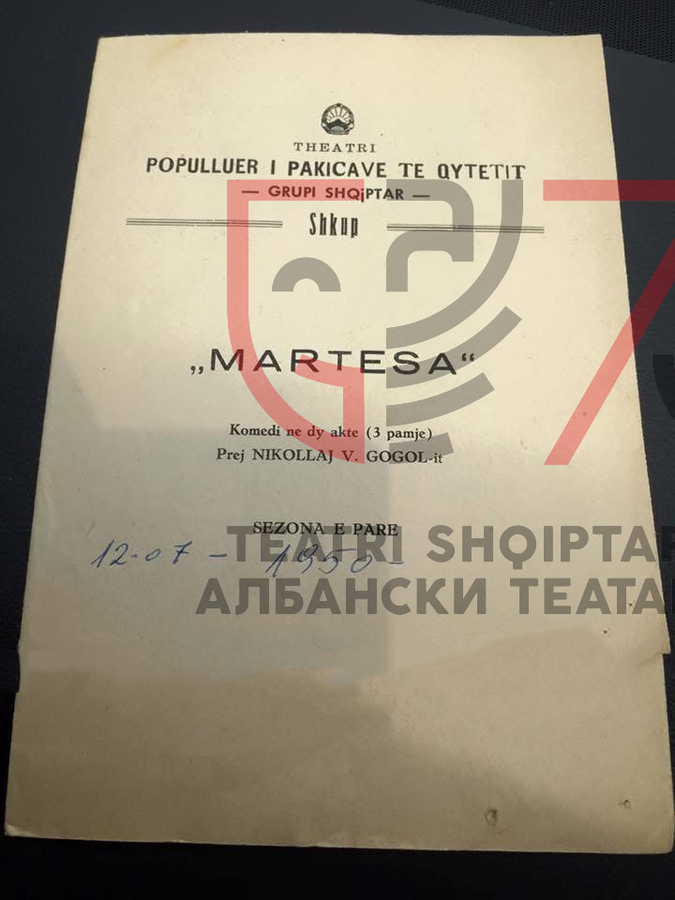 THEATRI
POPULLUER I PAKICAVE TE QYTETIT
— GRUPI SHQiPTAR —
Shkup
„MARTESA“
Komedi ne dy akte (3 pamje)
Prej NIKOLLAJ V. GOGOL-it
SEZONA E PARE
12-07 - 1950 -
TEATRI SHQIPTAR
АЛБАНСКИ ТЕАТА